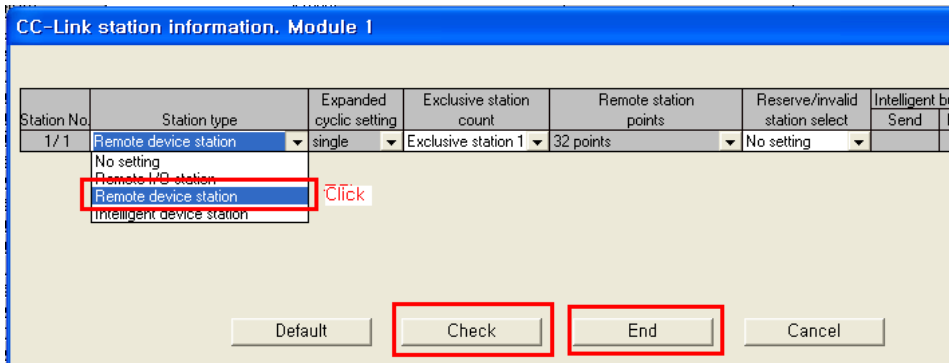 CC-Link station information. Module 1
Expanded Exclusive station Remote station Reserve/invalid Intelligent b
Station No. Station type cyclic setting count points station select Send
1/ 1 Remote device station single Exclusive station 1 32 points No setting
No setting
Remote I/O station
Remote device station Click
Intelligent device station
Default Check End Cancel